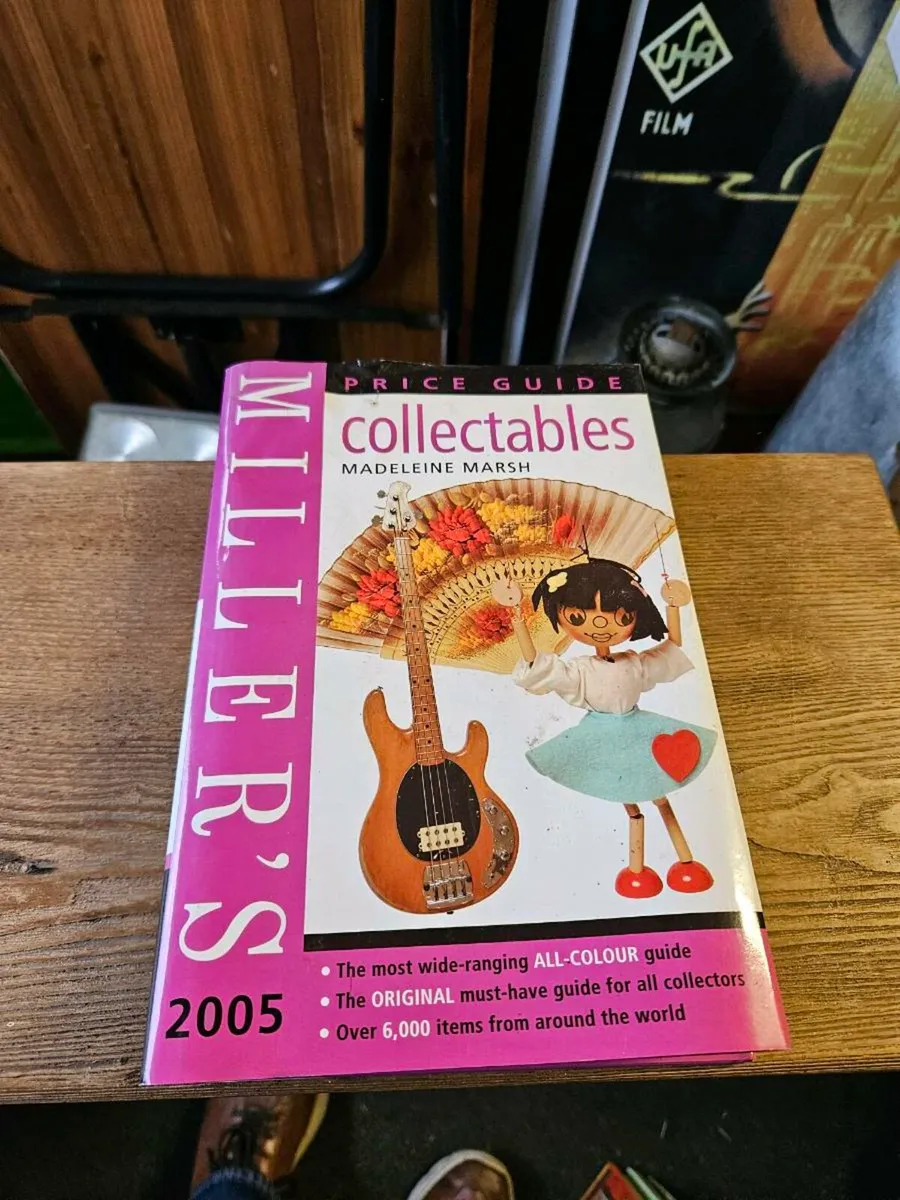 UfA
FILM
MILLER'S
2005
PRICE GUIDE
collectables
MADELEINE MARSH
• The most wide-ranging ALL-COLOUR guide
• The ORIGINAL must-have guide for all collectors
• Over 6,000 items from around the world